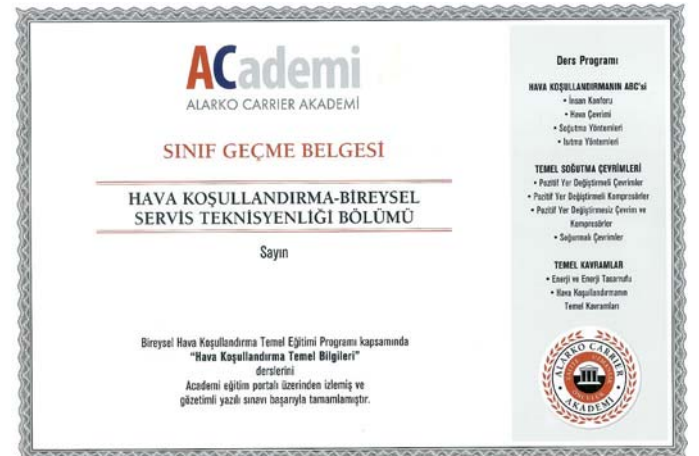 ACademi
ALARKO CARRIER AKADEMİ
SINIF GEÇME BELGESİ
HAVA KOŞULLANDIRMA-BİREYSEL
SERVİS TEKNİSYENLİĞİ BÖLÜMÜ
Sayın
Bireysel Hava Koşullandırma Temel Eğitimi Programı kapsamında
“Hava Koşullandırma Temel Bilgileri”
derslerini
Academi eğitim portalı üzerinden izlemiş ve
gözetimli yazılı sınavı başarıyla tamamlamıştır.
Ders Programı
HAVA KOŞULLANDIRMANIN ABC'si
• İnsan Konforu
• Hava Çevrimi
• Soğutma Yöntemleri
• Isıtma Yöntemleri
TEMEL SOĞUTMA ÇEVRİMLERİ
• Pozitif Yer Değiştirmeli Çevrimler
• Pozitif Yer Değiştirmeli Kompresörler
• Pozitif Yer Değiştirmesiz Çevrim ve
Kompresörler
• Soğurmalı Çevrimler
TEMEL KAVRAMLAR
• Enerji ve Enerji Tasarrufu
• Hava Koşullandırmanın
Temel Kavramları
ALARKO CARRIER
AKADEMİ